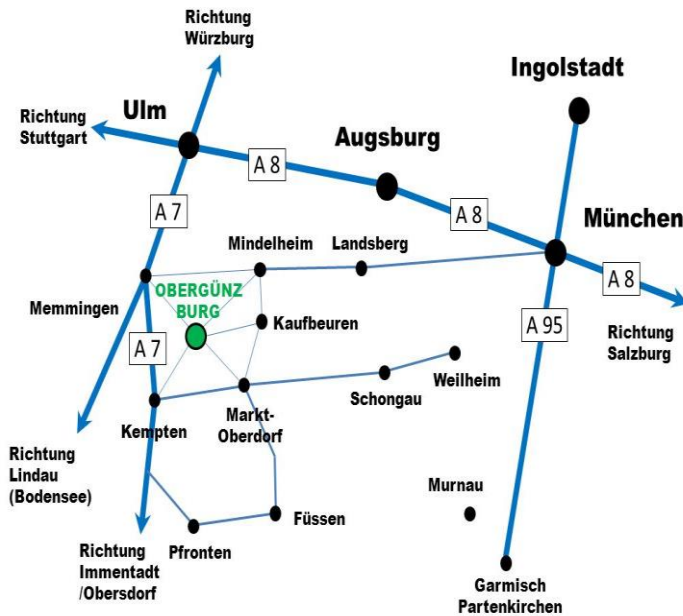 Richtung
Würzburg
Ingolstadt
Ulm
Richtung
Stuttgart
Augsburg
A 8
A 7
A 8
München
Mindelheim
Landsberg
A 8
Memmingen
OBERGÜNZ
BURG
Kaufbeuren
A 95
Richtung
Salzburg
A 7
Weilheim
Schongau
Kempten
Markt-
Oberdorf
Richtung
Lindau
(Bodensee)
Murnau
Füssen
Richtung
Immentadt
/Obersdorf
Pfronten
Garmisch
Partenkirchen